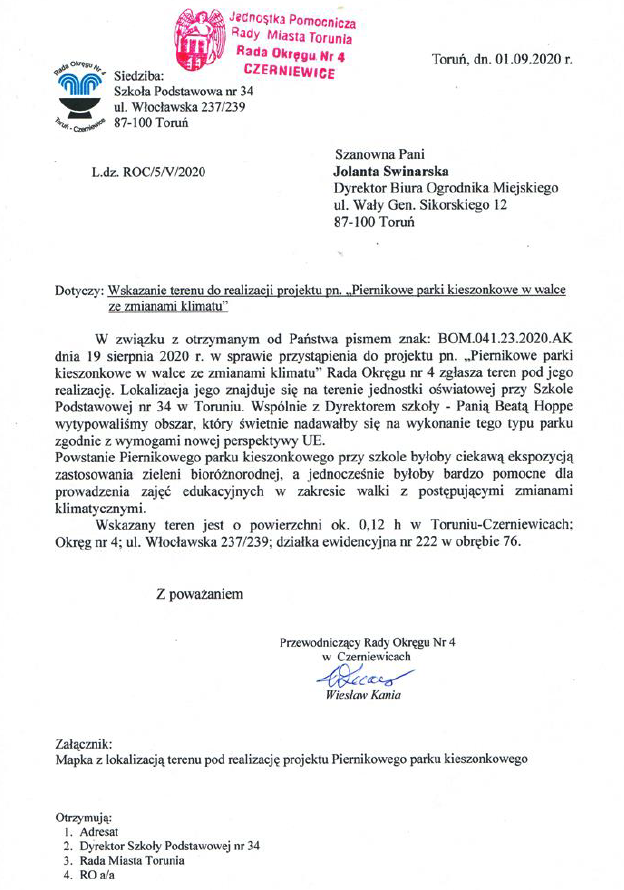 Jednostka Pomocnicza
Rady Miasta Torunia
Rada Okręgu Nr 4
CZERNIEWICE
Toruń, dn. 01.09.2020 r.
Rada Okręgu Nr 4
Toruń - Czerniewice
Siedziba:
Szkoła Podstawowa nr 34
ul. Włocławska 237/239
87-100 Toruń
L.dz. ROC/5/V/2020
Szanowna Pani
Jolanta Swinarska
Dyrektor Biura Ogrodnika Miejskiego
ul. Wały Gen. Sikorskiego 12
87-100 Toruń
Dotyczy: Wskazanie terenu do realizacji projektu pn. „Piernikowe parki kieszonkowe w walce
ze zmianami klimatu”
W związku z otrzymanym od Państwa pismem znak: BOM.041.23.2020.AK
dnia 19 sierpnia 2020 r. w sprawie przystąpienia do projektu pn. „Piernikowe parki
kieszonkowe w walce ze zmianami klimatu” Rada Okręgu nr 4 zgłasza teren pod jego
realizację. Lokalizacja jego znajduje się na terenie jednostki oświatowej przy Szkole
Podstawowej nr 34 w Toruniu. Wspólnie z Dyrektorem szkoły - Panią Beatą Hoppe
wytypowaliśmy obszar, który świetnie nadawałby się na wykonanie tego typu parku
zgodnie z wymogami nowej perspektywy UE.
Powstanie Piernikowego parku kieszonkowego przy szkole byłoby ciekawą ekspozycją
zastosowania zieleni bioróżnorodnej, a jednocześnie byłoby bardzo pomocne dla
prowadzenia zajęć edukacyjnych w zakresie walki z postępującymi zmianami
klimatycznymi.
Wskazany teren jest o powierzchni ok. 0,12 h w Toruniu-Czerniewicach;
Okręg nr 4; ul. Włocławska 237/239; działka ewidencyjna nr 222 w obrębie 76.
Z poważaniem
Przewodniczący Rady Okręgu Nr 4
w Czerniewicach
Wiesław Kania
Załącznik:
Mapka z lokalizacją terenu pod realizację projektu Piernikowego parku kieszonkowego
Otrzymują:
1. Adresat
2. Dyrektor Szkoły Podstawowej nr 34
3. Rada Miasta Torunia
4. RO a/a